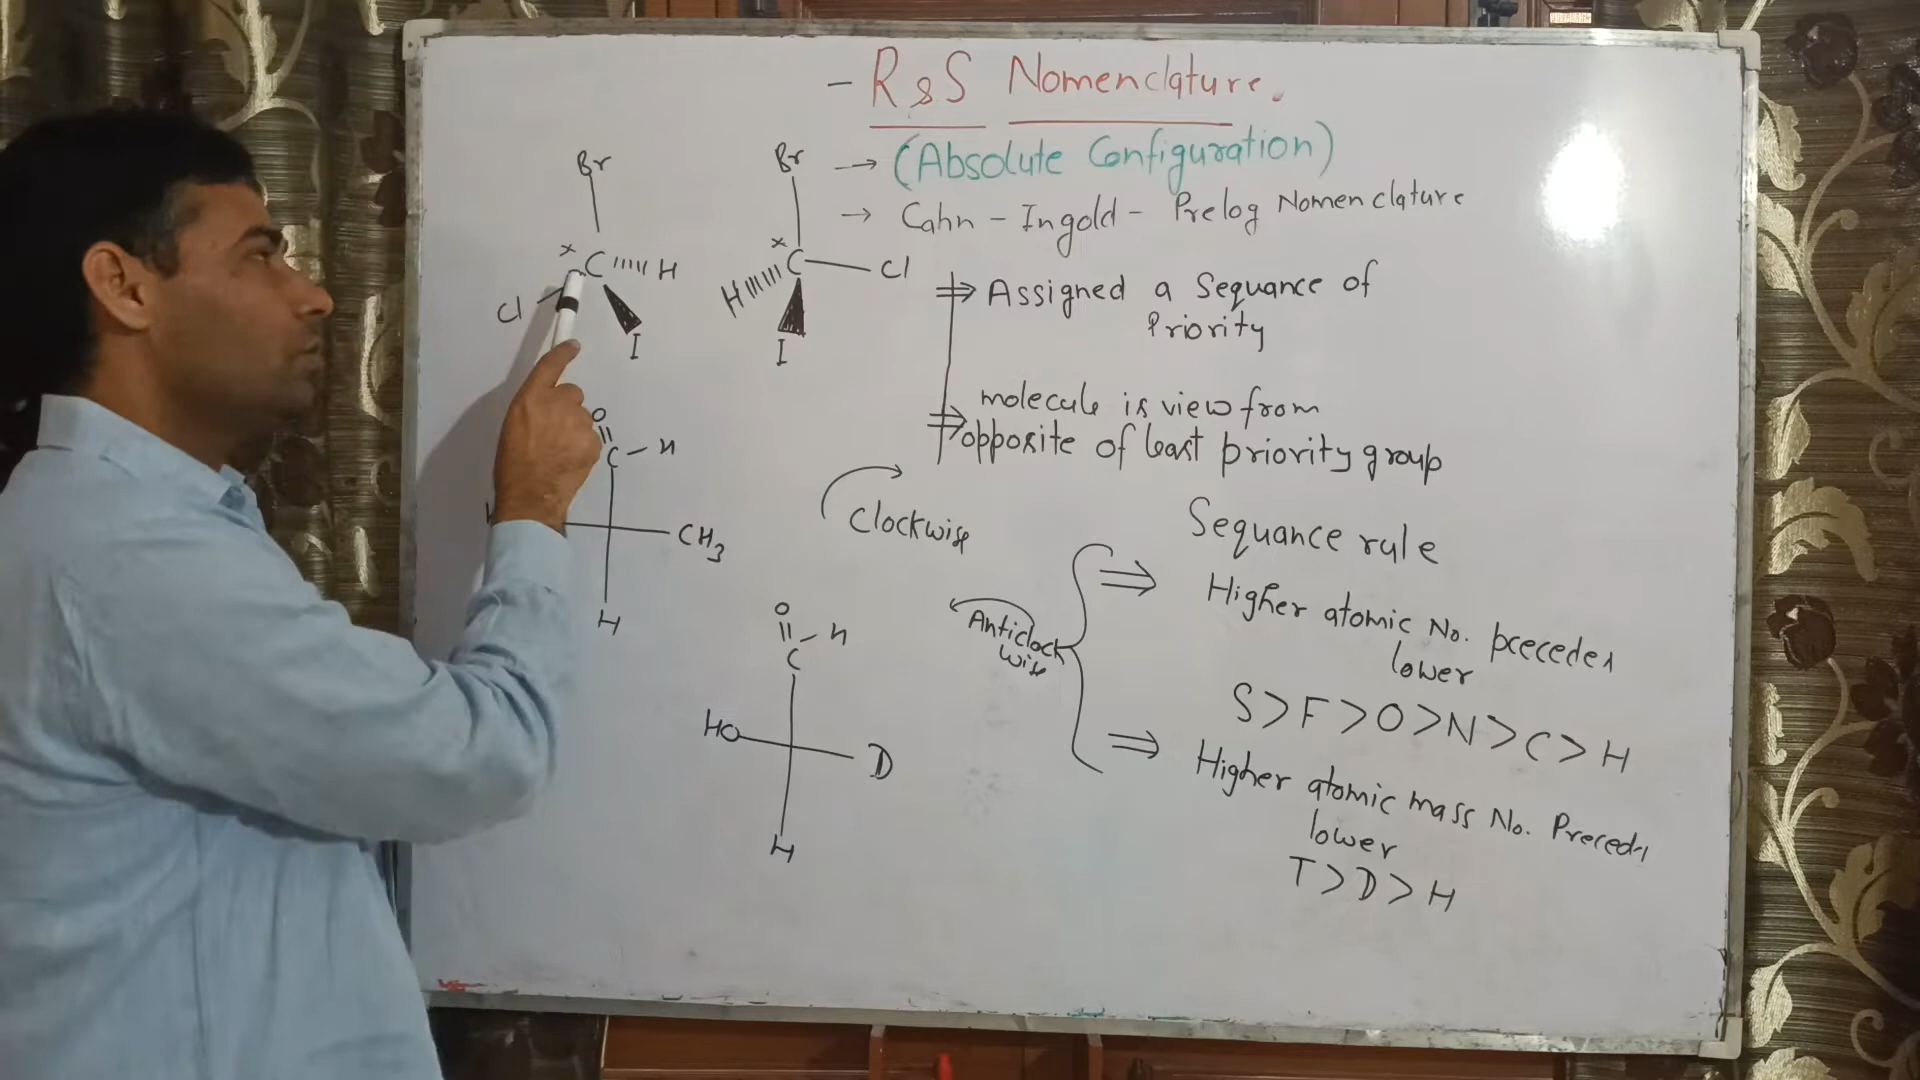 - R & S Nomenclature.
→ (Absolute Configuration)
→ Cahn - Ingold - Prelog Nomenclature
⇒ Assigned a Sequance of
Priority
⇒ molecule is view from
opposite of least priority group
Clockwise
Anticlock
wise
Sequance rule
⇒ Higher atomic No. precedes
lower
S > F > O > N > C > H
⇒ Higher atomic mass No. Preceds
lower
T > D > H
Br
x C H
Cl
I
Br
x
H C Cl
I
O
C H
CH3
H
O
H
C
HO D
H